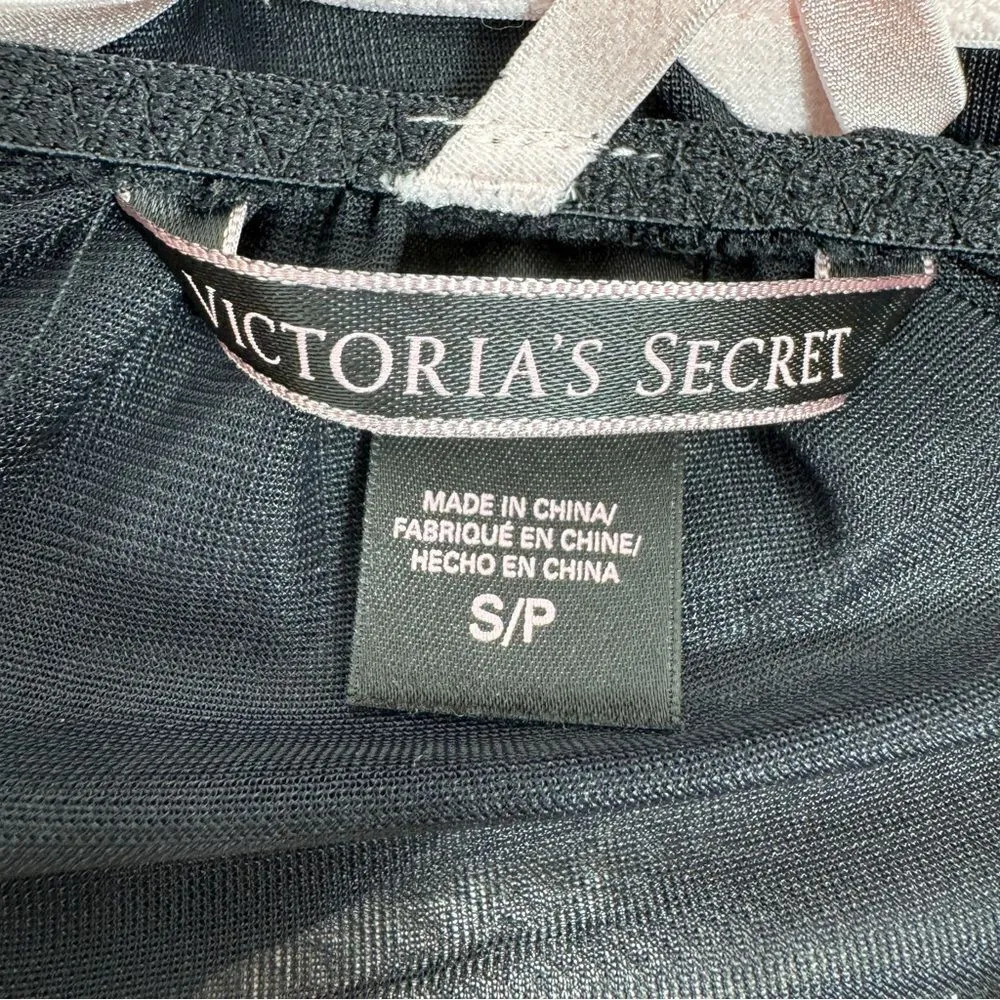 VICTORIA'S SECRET
MADE IN CHINA/
FABRIQUÉ EN CHINE/
HECHO EN CHINA
S/P